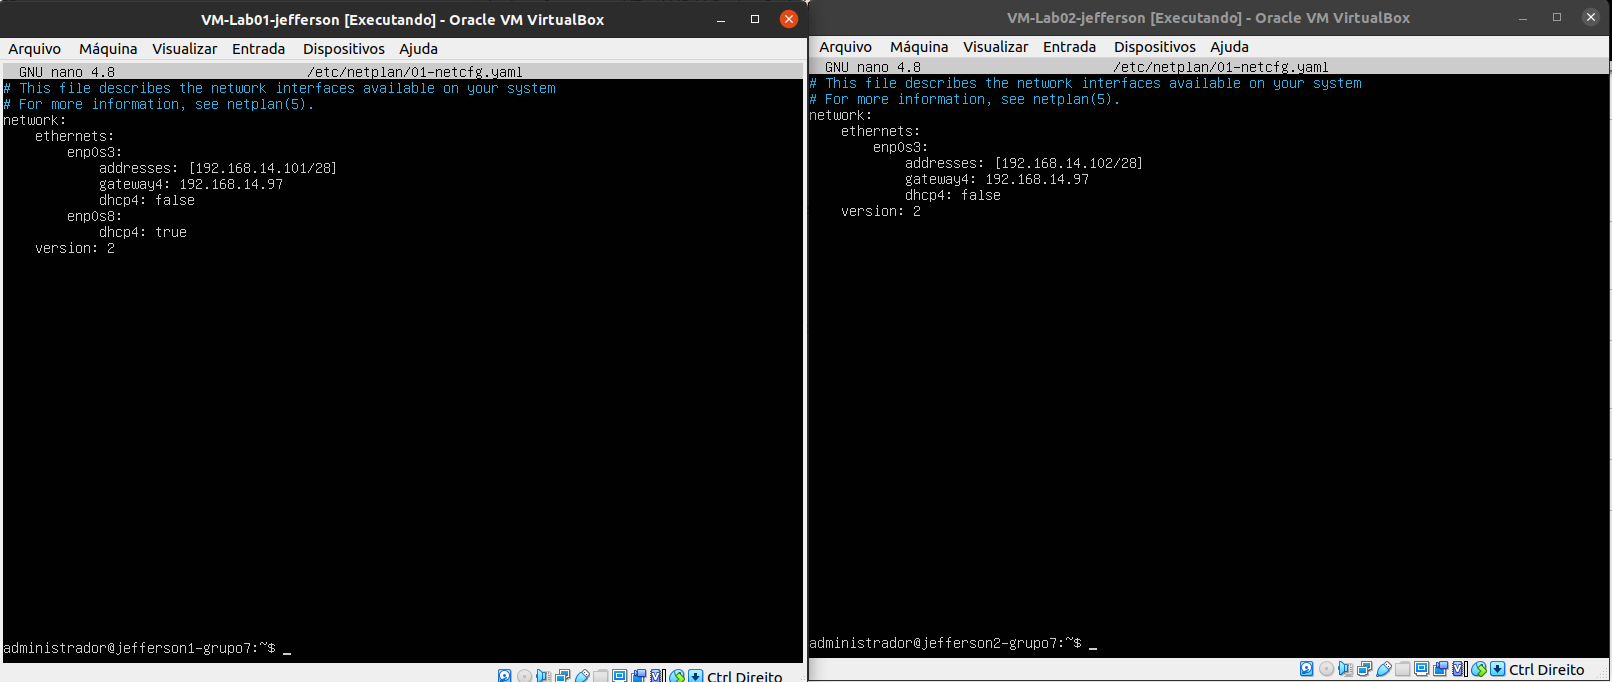 VM-Lab01-jefferson [Executando] - Oracle VM VirtualBox
Arquivo Máquina Visualizar Entrada Dispositivos Ajuda
GNU nano 4.8 /etc/netplan/01-netcfg.yaml
# This file describes the network interfaces available on your system
# For more information, see netplan(5).
network:
    ethernets:
        enp0s3:
            addresses: [192.168.14.101/28]
            gateway4: 192.168.14.97
            dhcp4: false
        enp0s8:
            dhcp4: true
    version: 2
administrador@jefferson1-grupo7:~$ _
Ctrl Direito
VM-Lab02-jefferson [Executando] - Oracle VM VirtualBox
Arquivo Máquina Visualizar Entrada Dispositivos Ajuda
GNU nano 4.8 /etc/netplan/01-netcfg.yaml
# This file describes the network interfaces available on your system
# For more information, see netplan(5).
network:
    ethernets:
        enp0s3:
            addresses: [192.168.14.102/28]
            gateway4: 192.168.14.97
            dhcp4: false
    version: 2
administrador@jefferson2-grupo7:~$ _
Ctrl Direito